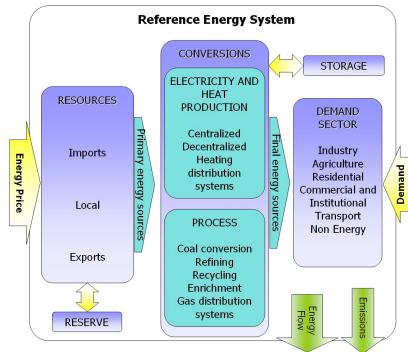 Reference Energy System
Energy Price
RESOURCES
Imports
Local
Exports
RESERVE
Primary energy sources
CONVERSIONS
ELECTRICITY AND
HEAT
PRODUCTION
Centralized
Decentralized
Heating
distribution
systems
PROCESS
Coal conversion
Refining
Recycling
Enrichment
Gas distribution
systems
Final energy sources
STORAGE
DEMAND
SECTOR
Industry
Agriculture
Residential
Commercial and
Institutional
Transport
Non Energy
Demand
Energy
Flow
Emissions